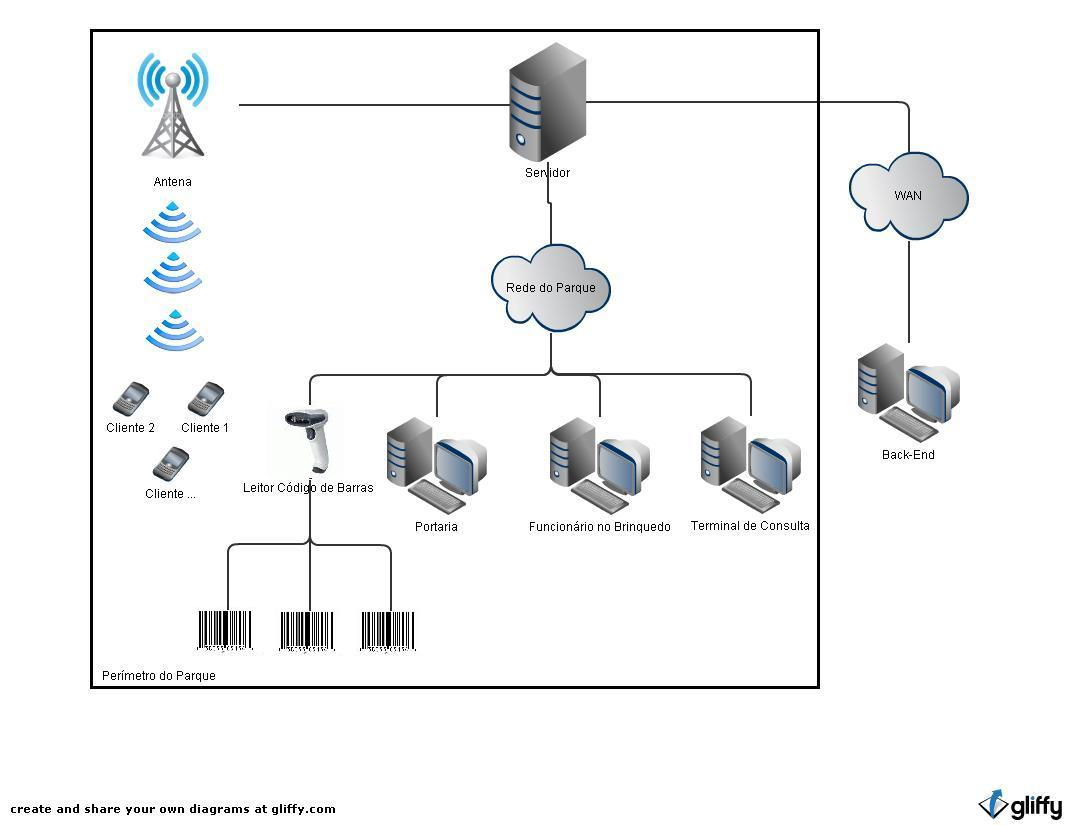 Antena
Servidor
WAN
Rede do Parque
Cliente 2
Cliente 1
Cliente ...
Leitor Código de Barras
Portaria
Funcionário no Brinquedo
Terminal de Consulta
Back-End
Perímetro do Parque
create and share your own diagrams at gliffy.com
gliffy